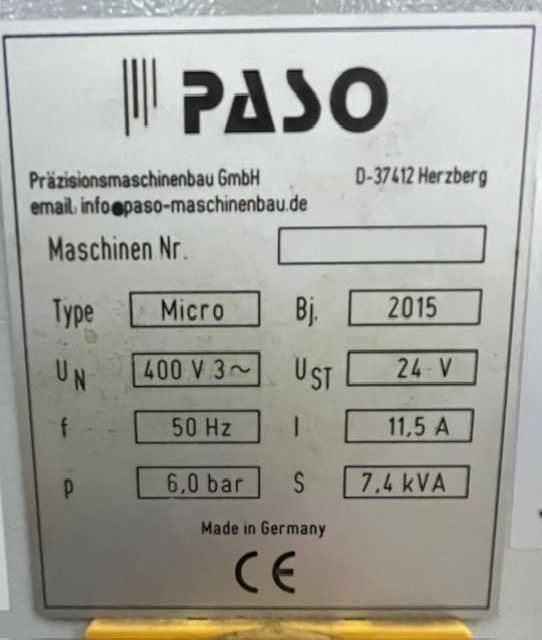 PASO
Präzisionsmaschinenbau GmbH D-37412 Herzberg
email: info@paso-maschinenbau.de
Maschinen Nr.
Type Micro Bj. 2015
UN 400 V 3~ UST 24 V
f 50 Hz I 11,5 A
p 6,0 bar S 7,4 kVA
Made in Germany
CE